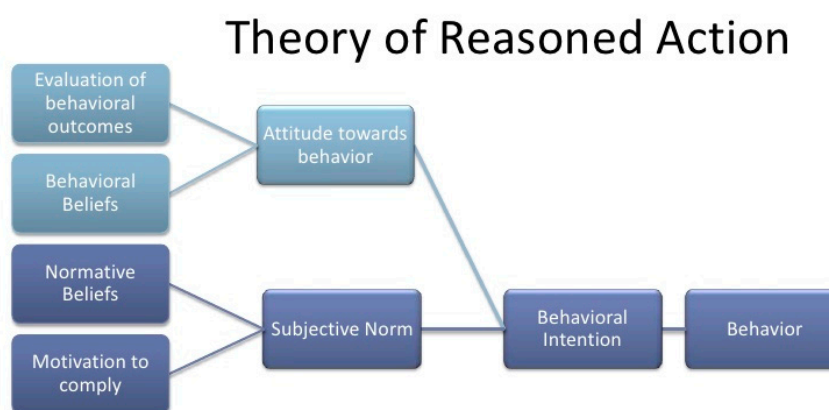 Theory of Reasoned Action
Evaluation of
behavioral
outcomes
Attitude towards
behavior
Behavioral
Beliefs
Normative
Beliefs
Subjective Norm
Behavioral
Intention
Behavior
Motivation to
comply